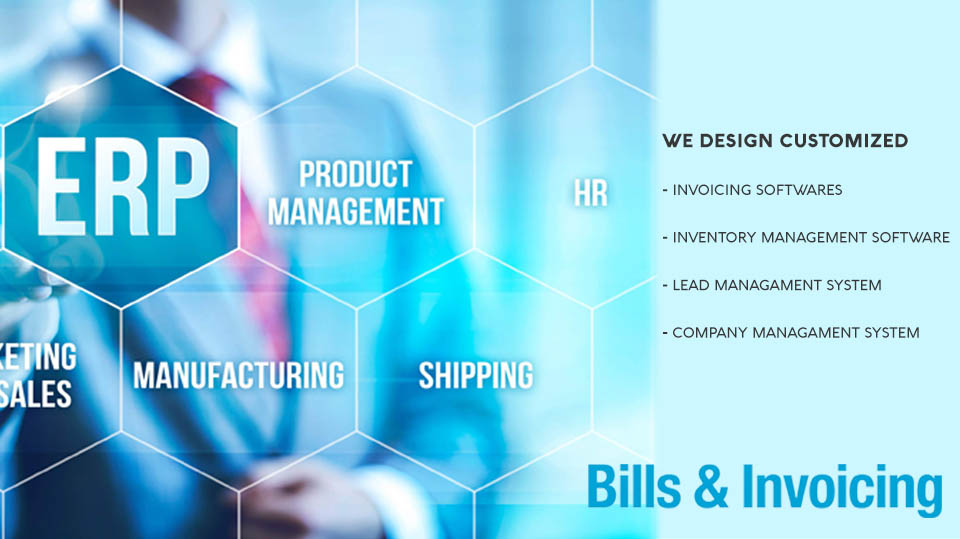 ERP
PRODUCT
MANAGEMENT
HR
KETING
SALES
MANUFACTURING
SHIPPING
WE DESIGN CUSTOMIZED
- INVOICING SOFTWARES
- INVENTORY MANAGEMENT SOFTWARE
- LEAD MANAGAMENT SYSTEM
- COMPANY MANAGAMENT SYSTEM
Bills & Invoicing